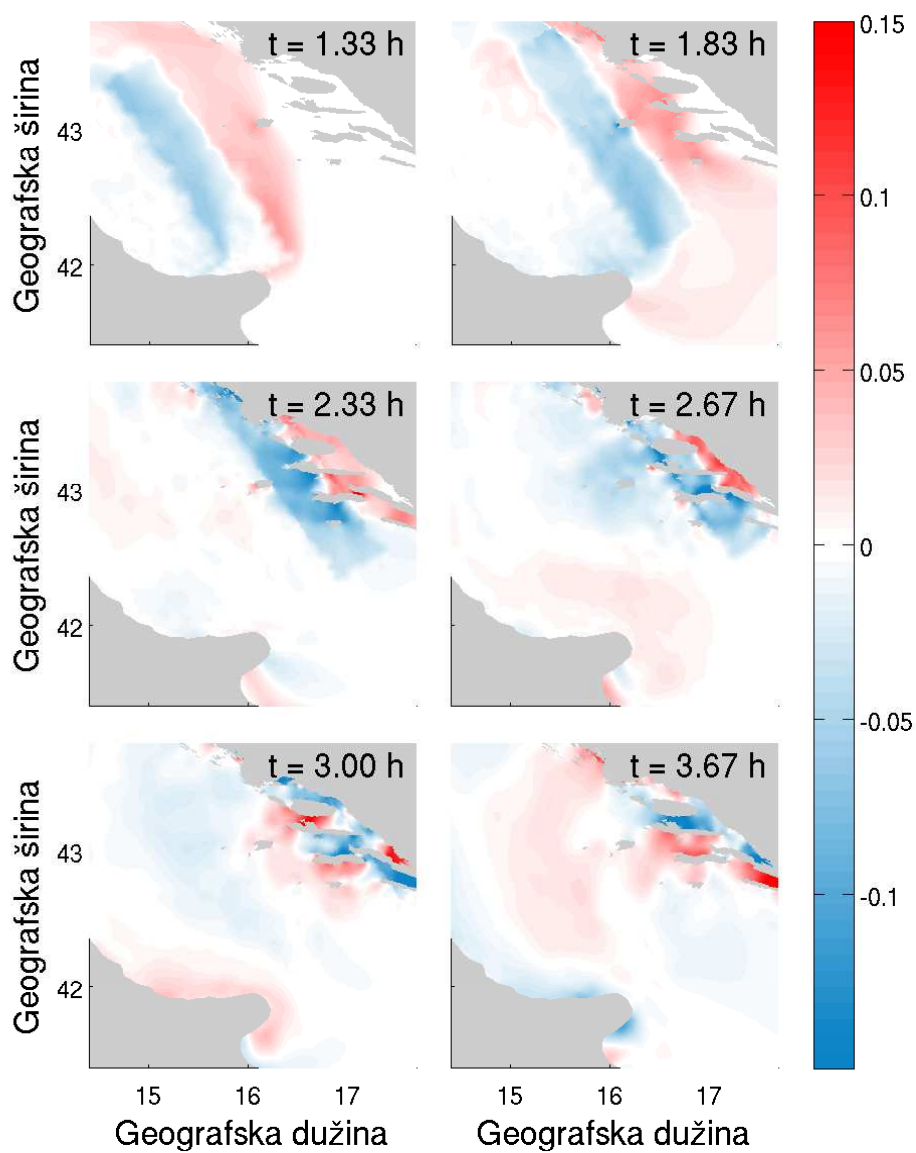 t = 1.33 h
t = 1.83 h
0.15
0.1
0.05
0
-0.05
-0.1
Geografska širina
43
42
t = 2.33 h
t = 2.67 h
Geografska širina
43
42
t = 3.00 h
t = 3.67 h
Geografska širina
43
42
15 16 17
15 16 17
Geografska dužina
Geografska dužina